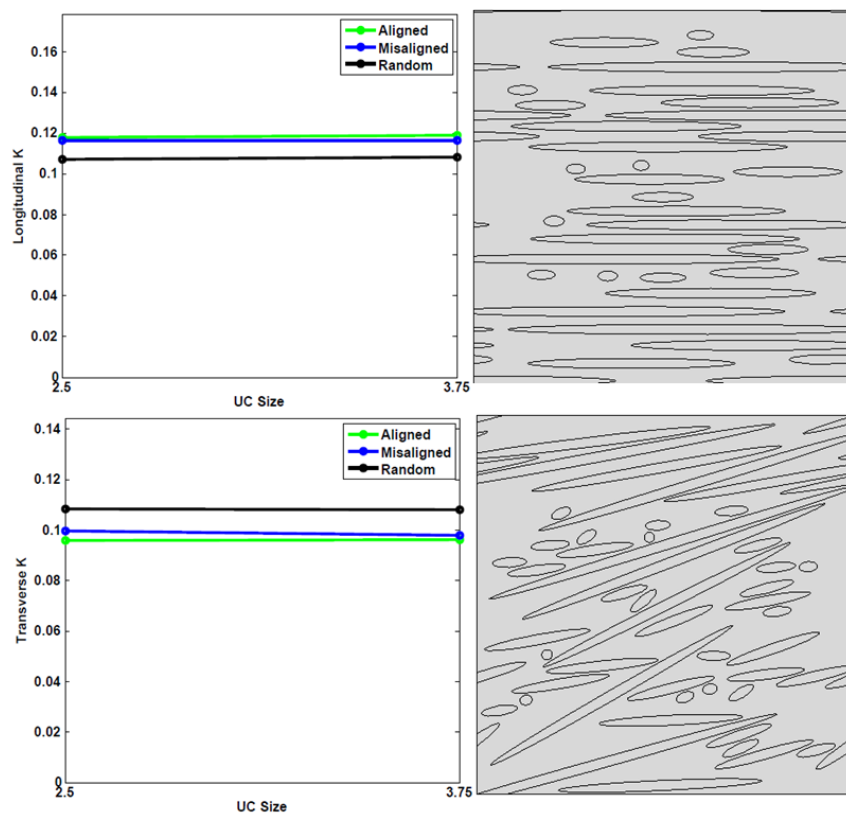 Longitudinal K
0.16
0.14
0.12
0.1
0.08
0.06
0.04
0.02
0
2.5
3.75
UC Size
Aligned
Misaligned
Random
Transverse K
0.14
0.12
0.1
0.08
0.06
0.04
0.02
0
2.5
3.75
UC Size
Aligned
Misaligned
Random